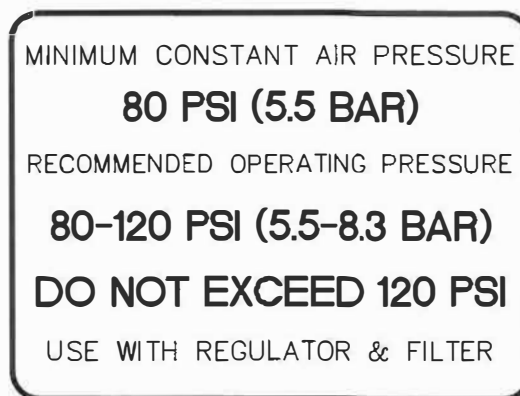 MINIMUM CONSTANT AIR PRESSURE
80 PSI (5.5 BAR)
RECOMMENDED OPERATING PRESSURE
80-120 PSI (5.5-8.3 BAR)
DO NOT EXCEED 120 PSI
USE WITH REGULATOR & FILTER